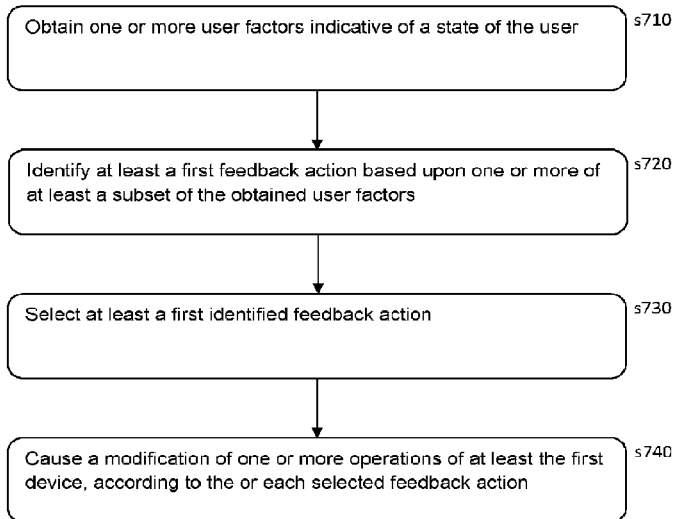 Obtain one or more user factors indicative of a state of the user
s710
Identify at least a first feedback action based upon one or more of
at least a subset of the obtained user factors
s720
Select at least a first identified feedback action
s730
Cause a modification of one or more operations of at least the first
device, according to the or each selected feedback action
s740